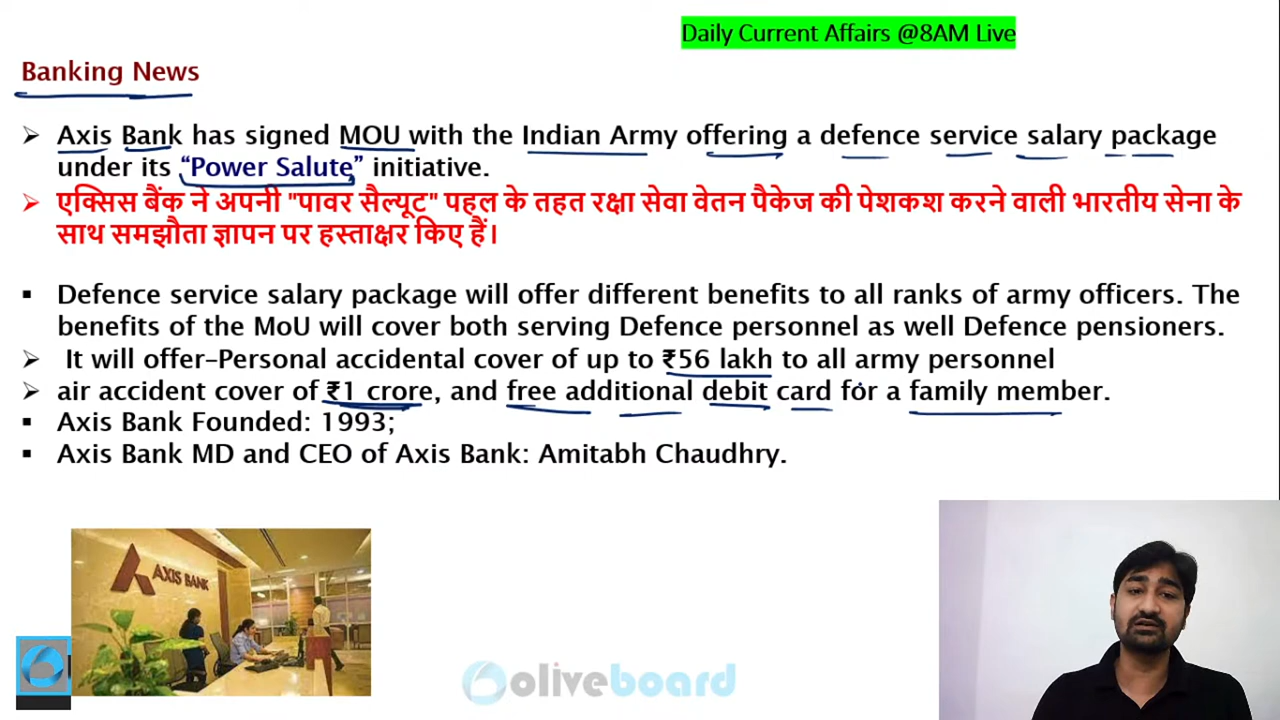 Daily Current Affairs @8AM Live
Banking News
➢ Axis Bank has signed MOU with the Indian Army offering a defence service salary package
under its “Power Salute” initiative.
➢ एक्सिस बैंक ने अपनी "पावर सैल्यूट" पहल के तहत रक्षा सेवा वेतन पैकेज की पेशकश करने वाली भारतीय सेना के
साथ समझौता ज्ञापन पर हस्ताक्षर किए हैं।
▪ Defence service salary package will offer different benefits to all ranks of army officers. The
benefits of the MoU will cover both serving Defence personnel as well Defence pensioners.
➢ It will offer-Personal accidental cover of up to ₹56 lakh to all army personnel
➢ air accident cover of ₹1 crore, and free additional debit card for a family member.
▪ Axis Bank Founded: 1993;
▪ Axis Bank MD and CEO of Axis Bank: Amitabh Chaudhry.
AXIS BANK
oliveboard